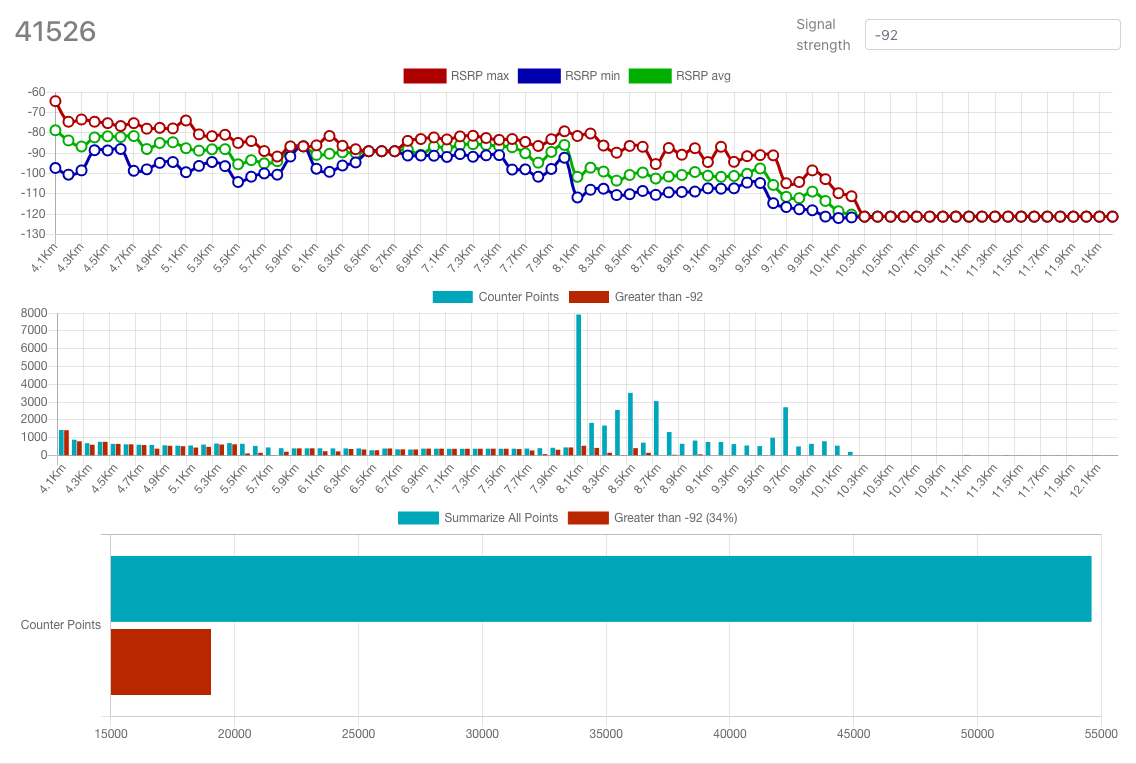 41526
Signal
strength
-92
RSRP max RSRP min RSRP avg
-60
-70
-80
-90
-100
-110
-120
-130
4.1Km 4.3Km 4.5Km 4.7Km 4.9Km 5.1Km 5.3Km 5.5Km 5.7Km 5.9Km 6.1Km 6.3Km 6.5Km 6.7Km 6.9Km 7.1Km 7.3Km 7.5Km 7.7Km 7.9Km 8.1Km 8.3Km 8.5Km 8.7Km 8.9Km 9.1Km 9.3Km 9.5Km 9.7Km 9.9Km 10.1Km 10.3Km 10.5Km 10.7Km 10.9Km 11.1Km 11.3Km 11.5Km 11.7Km 11.9Km 12.1Km
Counter Points Greater than -92
8000
7000
6000
5000
4000
3000
2000
1000
0
4.1Km 4.3Km 4.5Km 4.7Km 4.9Km 5.1Km 5.3Km 5.5Km 5.7Km 5.9Km 6.1Km 6.3Km 6.5Km 6.7Km 6.9Km 7.1Km 7.3Km 7.5Km 7.7Km 7.9Km 8.1Km 8.3Km 8.5Km 8.7Km 8.9Km 9.1Km 9.3Km 9.5Km 9.7Km 9.9Km 10.1Km 10.3Km 10.5Km 10.7Km 10.9Km 11.1Km 11.3Km 11.5Km 11.7Km 11.9Km 12.1Km
Summarize All Points Greater than -92 (34%)
Counter Points
15000 20000 25000 30000 35000 40000 45000 50000 55000